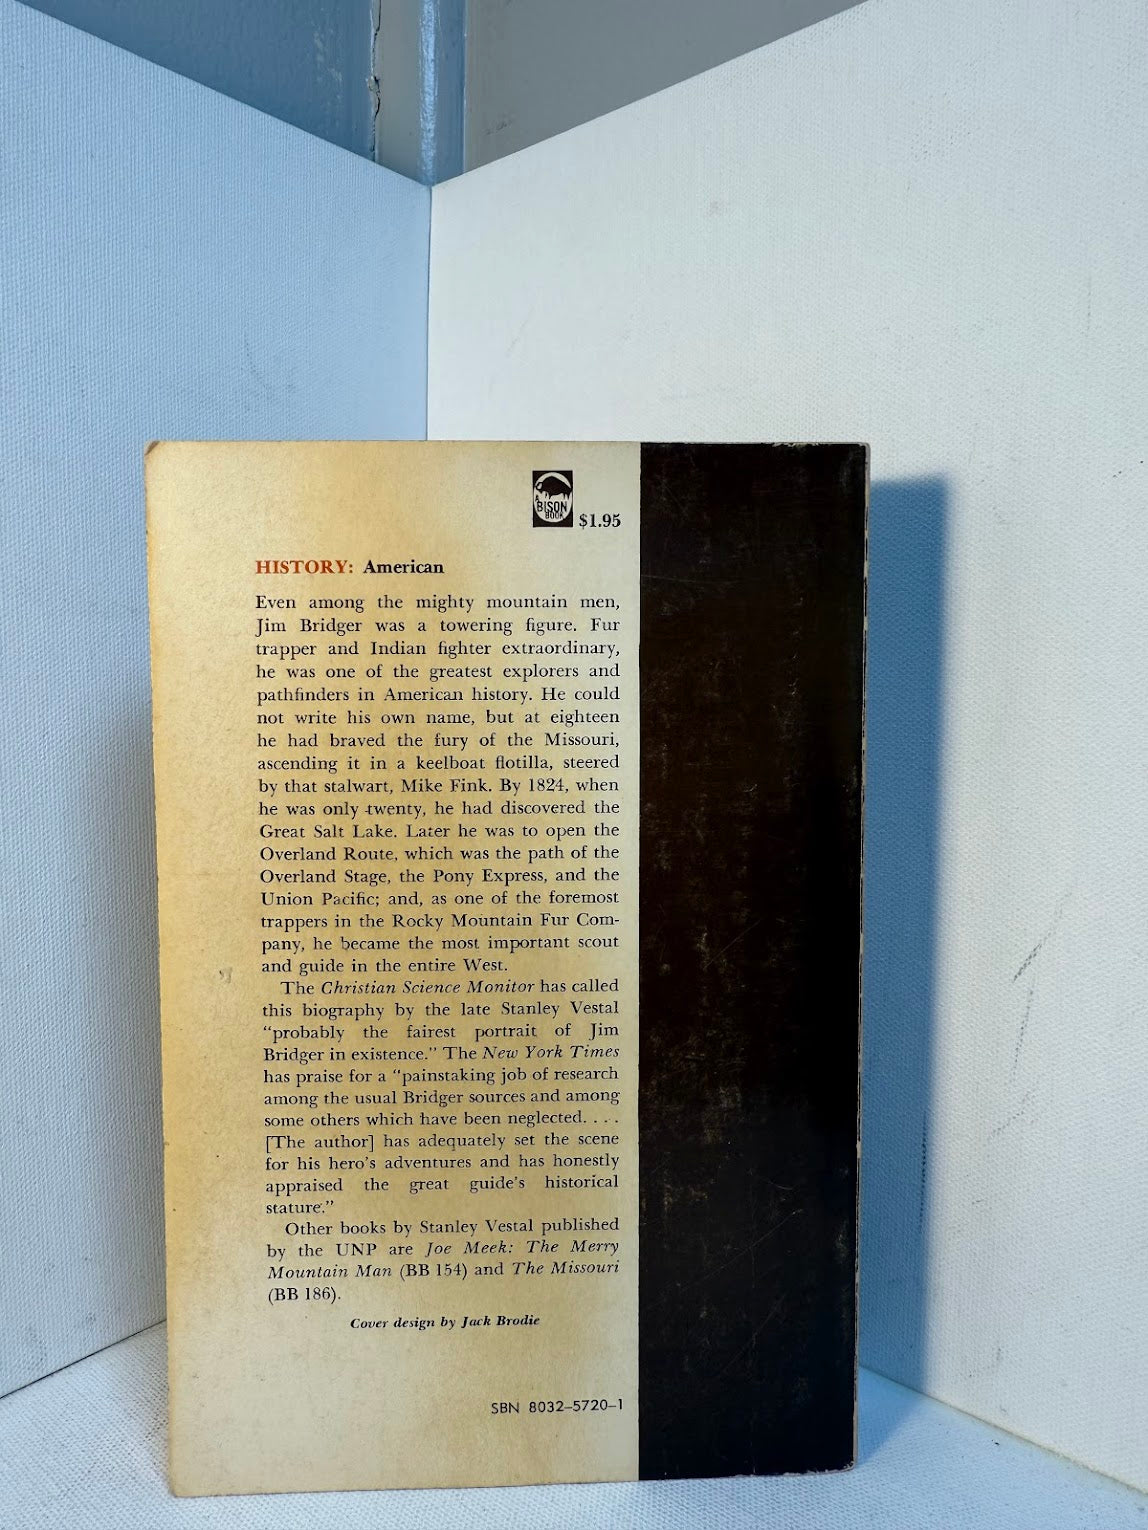 A
BISON
BOOK
$1.95
HISTORY: American
Even among the mighty mountain men,
Jim Bridger was a towering figure. Fur
trapper and Indian fighter extraordinary,
he was one of the greatest explorers and
pathfinders in American history. He could
not write his own name, but at eighteen
he had braved the fury of the Missouri,
ascending it in a keelboat flotilla, steered
by that stalwart, Mike Fink. By 1824, when
he was only twenty, he had discovered the
Great Salt Lake. Later he was to open the
Overland Route, which was the path of the
Overland Stage, the Pony Express, and the
Union Pacific; and, as one of the foremost
trappers in the Rocky Mountain Fur Com-
pany, he became the most important scout
and guide in the entire West.
The Christian Science Monitor has called
this biography by the late Stanley Vestal
“probably the fairest portrait of Jim
Bridger in existence.” The New York Times
has praise for a “painstaking job of research
among the usual Bridger sources and among
some others which have been neglected. . . .
[The author] has adequately set the scene
for his hero’s adventures and has honestly
appraised the great guide’s historical
stature.”
Other books by Stanley Vestal published
by the UNP are Joe Meek: The Merry
Mountain Man (BB 154) and The Missouri
(BB 186).
Cover design by Jack Brodie
SBN 8032–5720–1